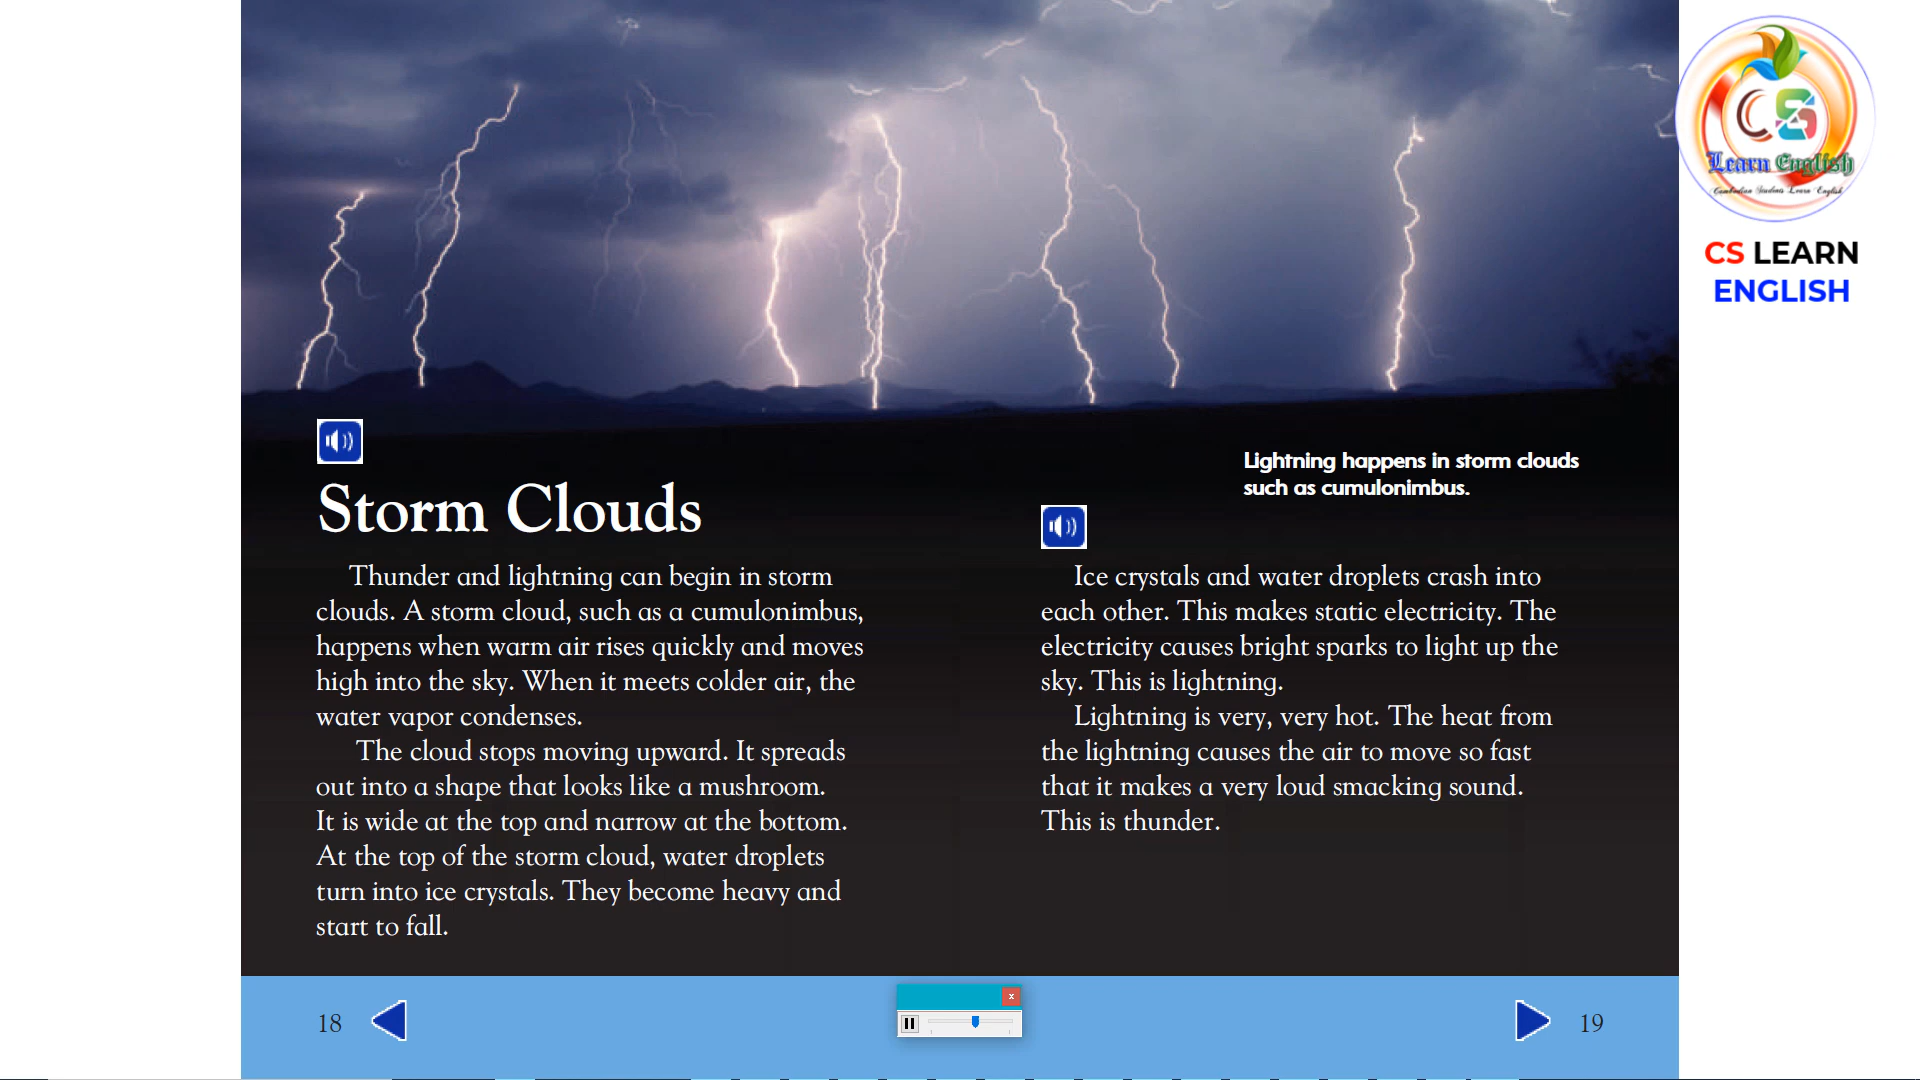 Storm Clouds
Thunder and lightning can begin in storm
clouds. A storm cloud, such as a cumulonimbus,
happens when warm air rises quickly and moves
high into the sky. When it meets colder air, the
water vapor condenses.
The cloud stops moving upward. It spreads
out into a shape that looks like a mushroom.
It is wide at the top and narrow at the bottom.
At the top of the storm cloud, water droplets
turn into ice crystals. They become heavy and
start to fall.
18
Lightning happens in storm clouds
such as cumulonimbus.
Ice crystals and water droplets crash into
each other. This makes static electricity. The
electricity causes bright sparks to light up the
sky. This is lightning.
Lightning is very, very hot. The heat from
the lightning causes the air to move so fast
that it makes a very loud smacking sound.
This is thunder.
19
CS
Learn English
Cambodian Students Learn English
CS LEARN
ENGLISH
x